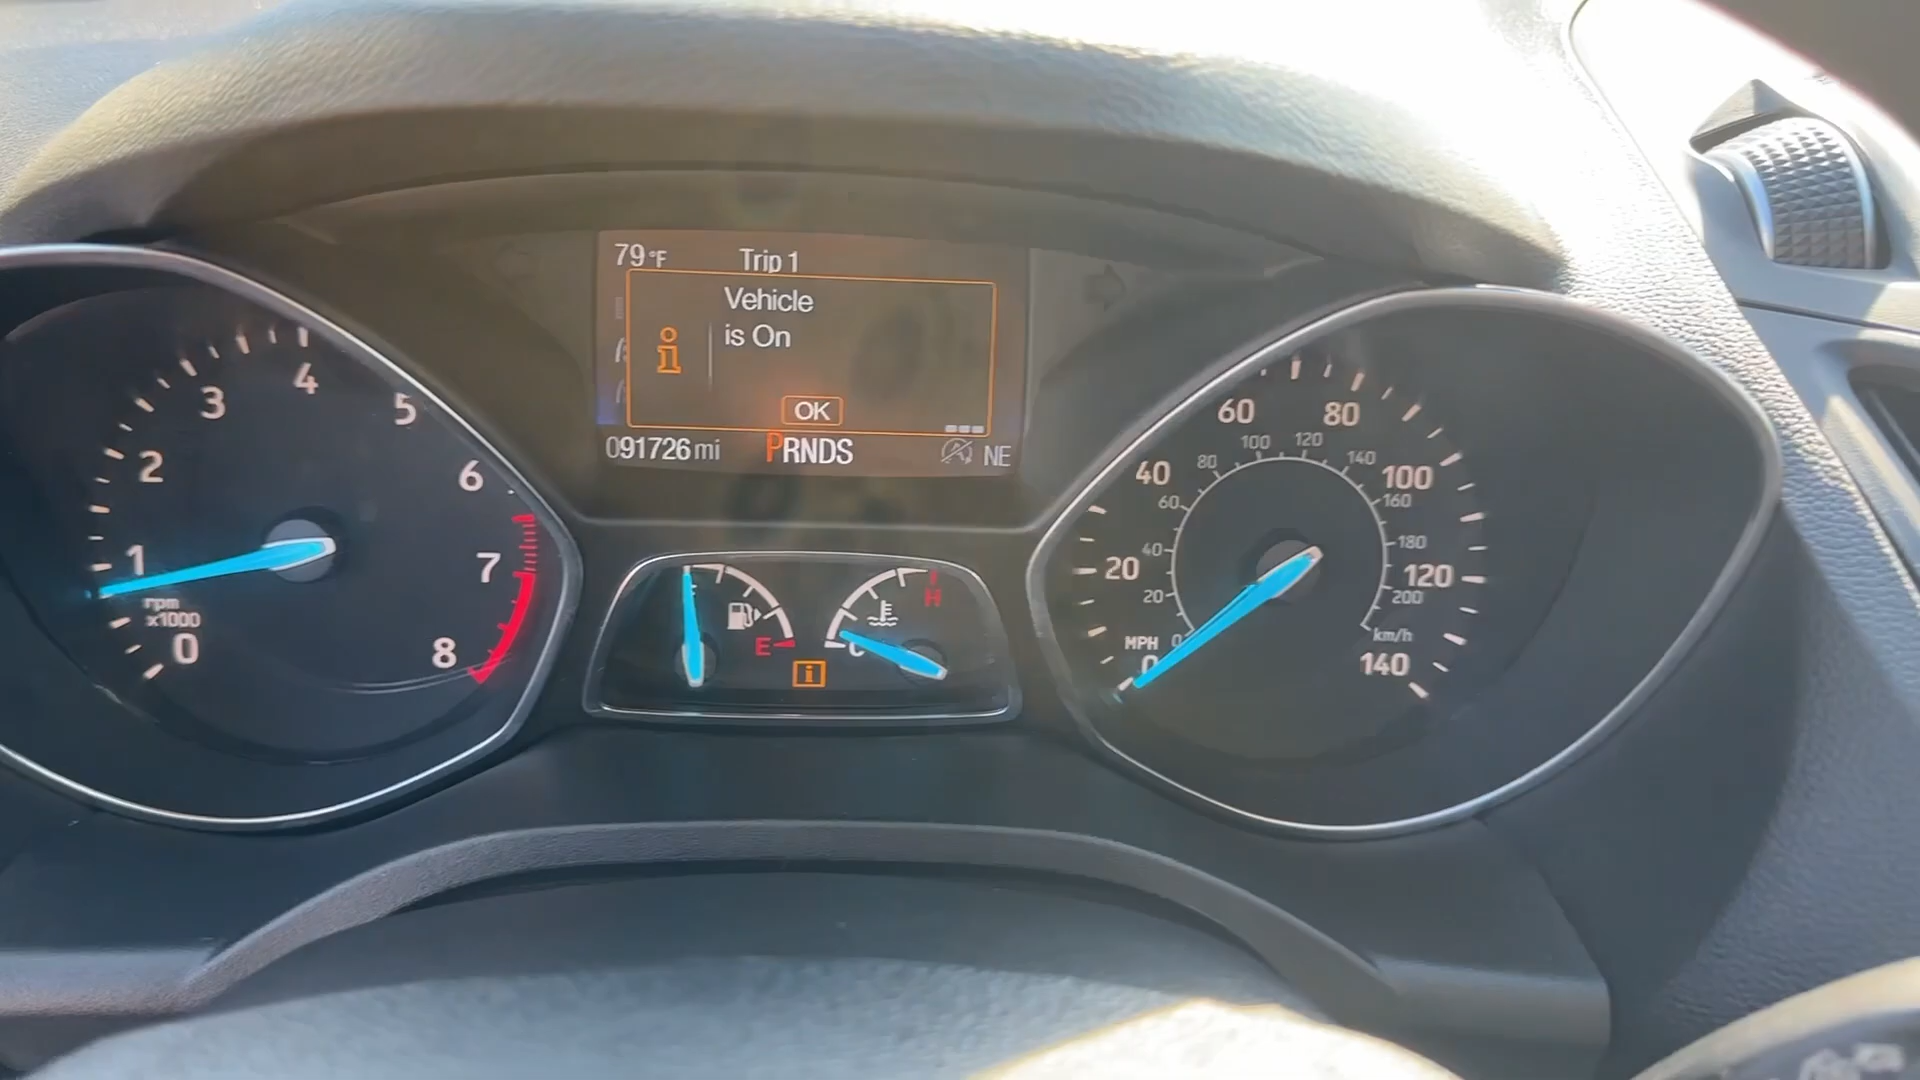 79°F Trip 1
Vehicle
is On
OK
091726 mi PRNDS NE
0 1 2 3 4 5 6 7 8
rpm
x1000
E
C H
MPH 0 20 40 60 80 100 120 140
0 20 40 60 80 100 120 140 160 180 200 km/h